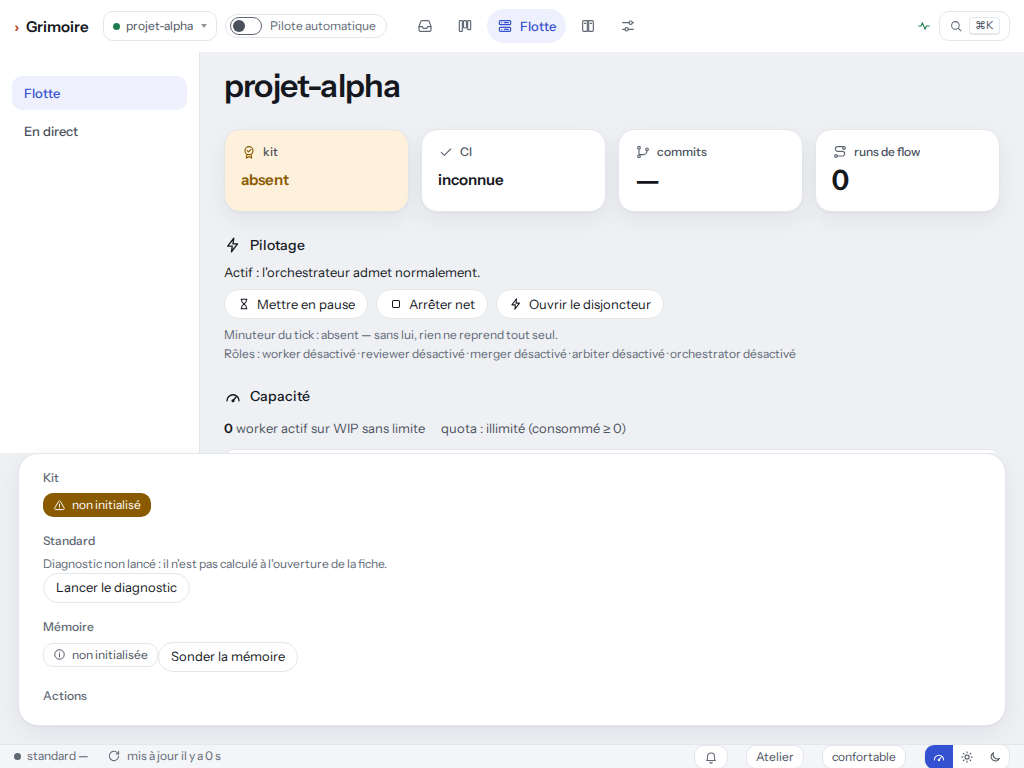 › Grimoire
projet-alpha
Pilote automatique
Flotte
⌘K
Flotte
En direct
projet-alpha
kit
absent
CI
inconnue
commits
—
runs de flow
0
Pilotage
Actif : l'orchestrateur admet normalement.
Mettre en pause
Arrêter net
Ouvrir le disjoncteur
Minuteur du tick : absent — sans lui, rien ne reprend tout seul.
Rôles : worker désactivé · reviewer désactivé · merger désactivé · arbiter désactivé · orchestrator désactivé
Capacité
0 worker actif sur WIP sans limite quota : illimité (consommé ≥ 0)
Kit
non initialisé
Standard
Diagnostic non lancé : il n'est pas calculé à l'ouverture de la fiche.
Lancer le diagnostic
Mémoire
non initialisée
Sonder la mémoire
Actions
standard —
mis à jour il y a 0 s
Atelier
confortable